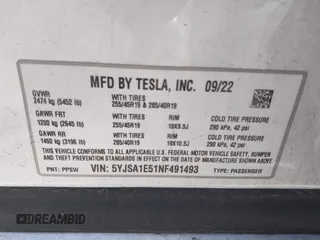 MFD BY TESLA, INC. 09/22
GVWR
2474 kg (5452 lb)
WITH TIRES
255/45R19 & 285/40R19
GAWR FRT
1200 kg (2645 lb)
WITH TIRES
255/45R19
RIM
19X9.5J
COLD TIRE PRESSURE
290 kPa, 42 psi
GAWR RR
1450 kg (3196 lb)
WITH TIRES
285/40R19
RIM
19X10.5J
COLD TIRE PRESSURE
290 kPa, 42 psi
THIS VEHICLE CONFORMS TO ALL APPLICABLE U.S. FEDERAL
MOTOR VEHICLE SAFETY AND THEFT PREVENTION
STANDARDS IN EFFECT ON THE DATE OF MANUFACTURE SHOWN ABOVE.
VIN: 5YJSA1E51NF491493
PNT: PPSW
TYPE: PASSENGER
DREAMBID